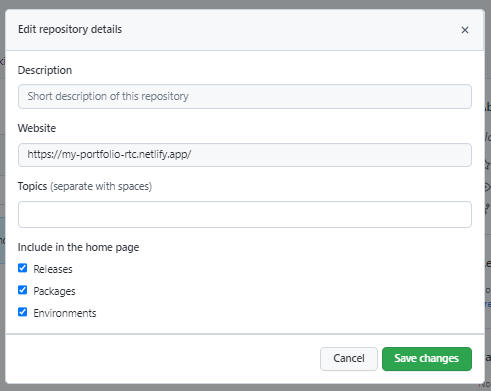 Edit repository details
Description
Short description of this repository
Website
https://my-portfolio-rtc.netlify.app/
Topics (separate with spaces)
Include in the home page
Releases
Packages
Environments
Cancel
Save changes